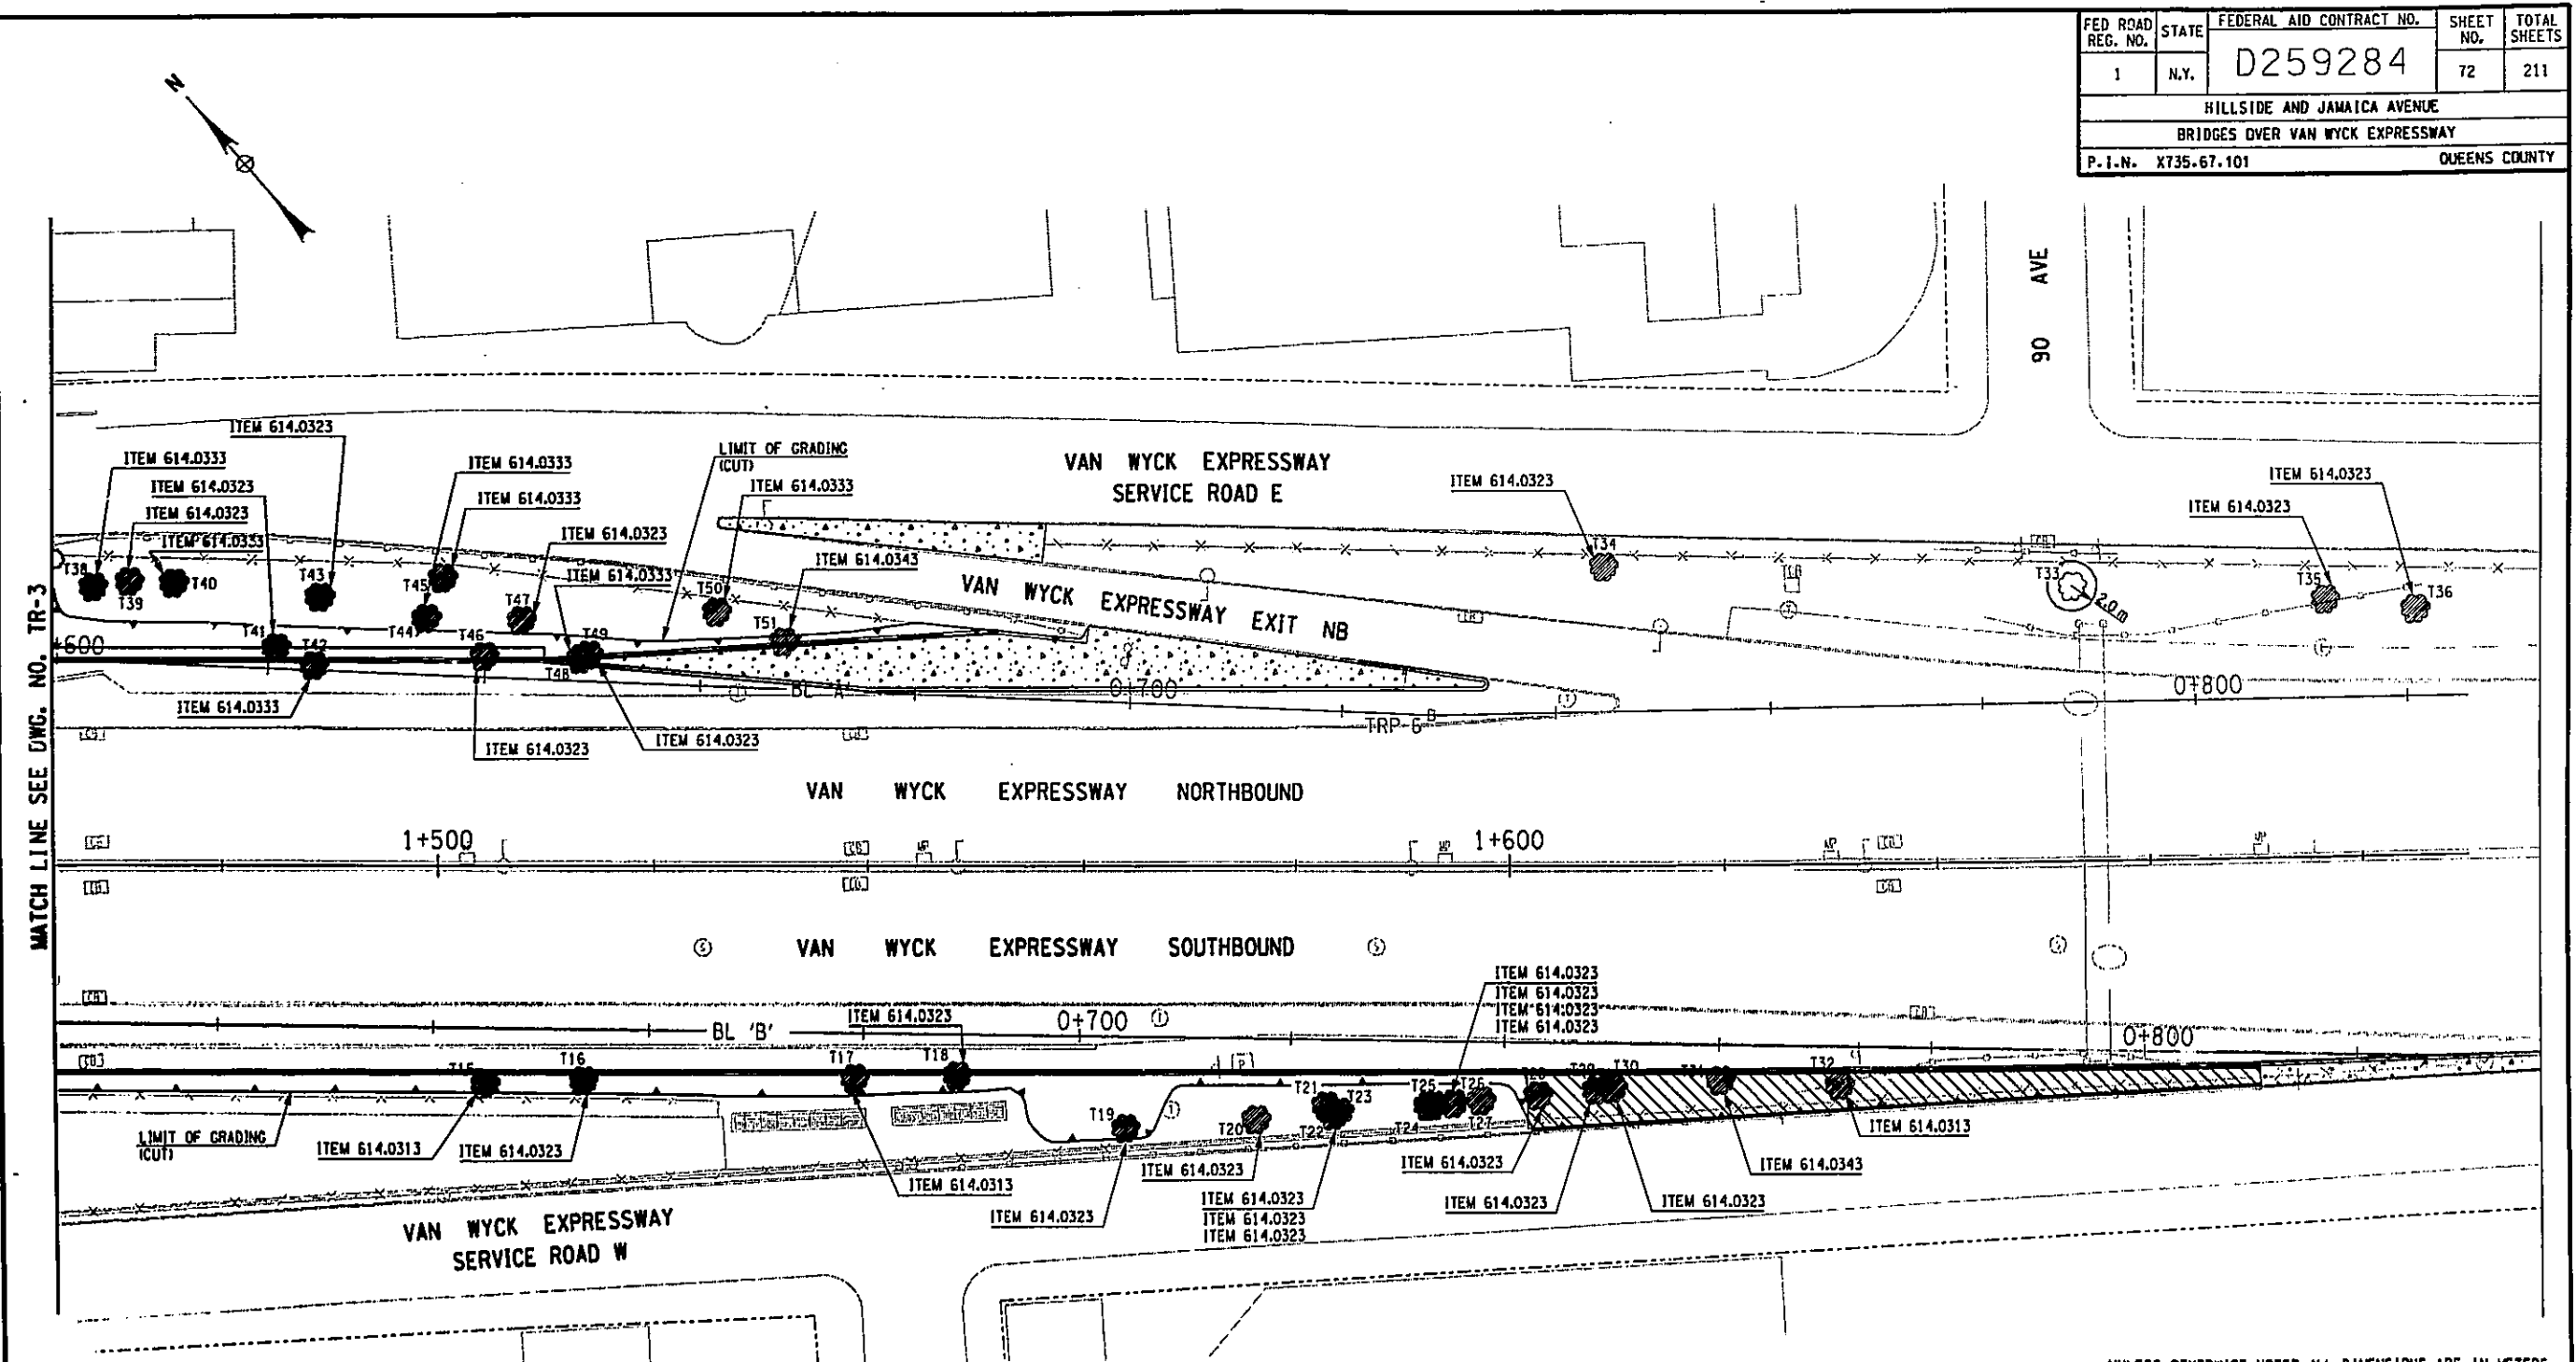 FED ROAD REG. NO.
STATE
FEDERAL AID CONTRACT NO.
SHEET NO.
TOTAL SHEETS
1
N.Y.
D259284
72
211
HILLSIDE AND JAMAICA AVENUE
BRIDGES OVER VAN WYCK EXPRESSWAY
P.I.N. X735.67.101
QUEENS COUNTY
N
90 AVE
MATCH LINE SEE DWG. NO. TR-3
ITEM 614.0323
ITEM 614.0333
ITEM 614.0323
ITEM 614.0323
ITEM 614.0333
ITEM 614.0333
ITEM 614.0333
ITEM 614.0323
ITEM 614.0333
LIMIT OF GRADING
(CUT)
ITEM 614.0333
ITEM 614.0343
VAN WYCK EXPRESSWAY
SERVICE ROAD E
ITEM 614.0323
ITEM 614.0323
ITEM 614.0323
VAN WYCK EXPRESSWAY EXIT NB
T38
T39
T40
T43
T45
T44
T47
T50
T51
T34
T33
2.0m
T35
T36
T41
T42
T46
T48
T49
+600
BL 'A'
0+700
0+800
TRP-6B
ITEM 614.0333
ITEM 614.0323
ITEM 614.0323
VAN WYCK EXPRESSWAY NORTHBOUND
1+500
1+600
VAN WYCK EXPRESSWAY SOUTHBOUND
ITEM 614.0323
ITEM 614.0323
ITEM 614.0323
ITEM 614.0323
BL 'B'
ITEM 614.0323
0+700
0+800
T15
T16
T17
T18
P
T19
T20
T21
T22
T23
T24
T25
T26
T27
T28
T29
T30
T31
T32
LIMIT OF GRADING
(CUT)
ITEM 614.0313
ITEM 614.0323
ITEM 614.0313
ITEM 614.0323
ITEM 614.0323
ITEM 614.0323
ITEM 614.0323
ITEM 614.0323
ITEM 614.0323
ITEM 614.0323
ITEM 614.0323
ITEM 614.0343
ITEM 614.0313
VAN WYCK EXPRESSWAY
SERVICE ROAD W